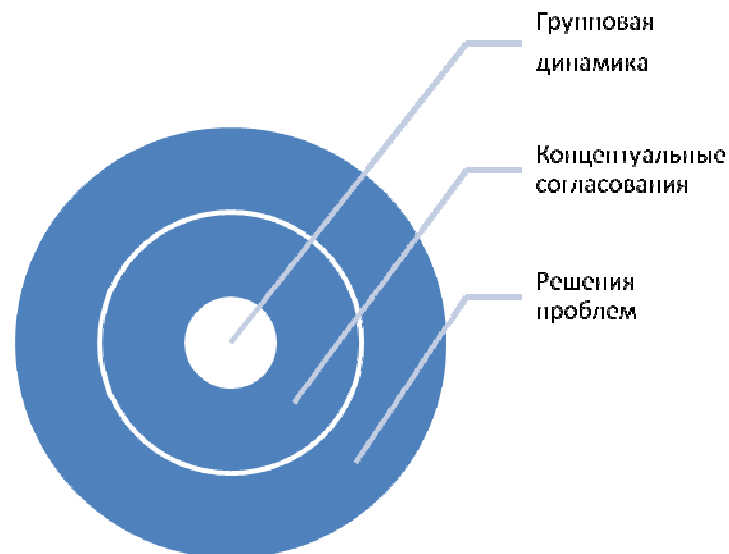 Групповая
динамика
Концептуальные
согласования
Решения
проблем